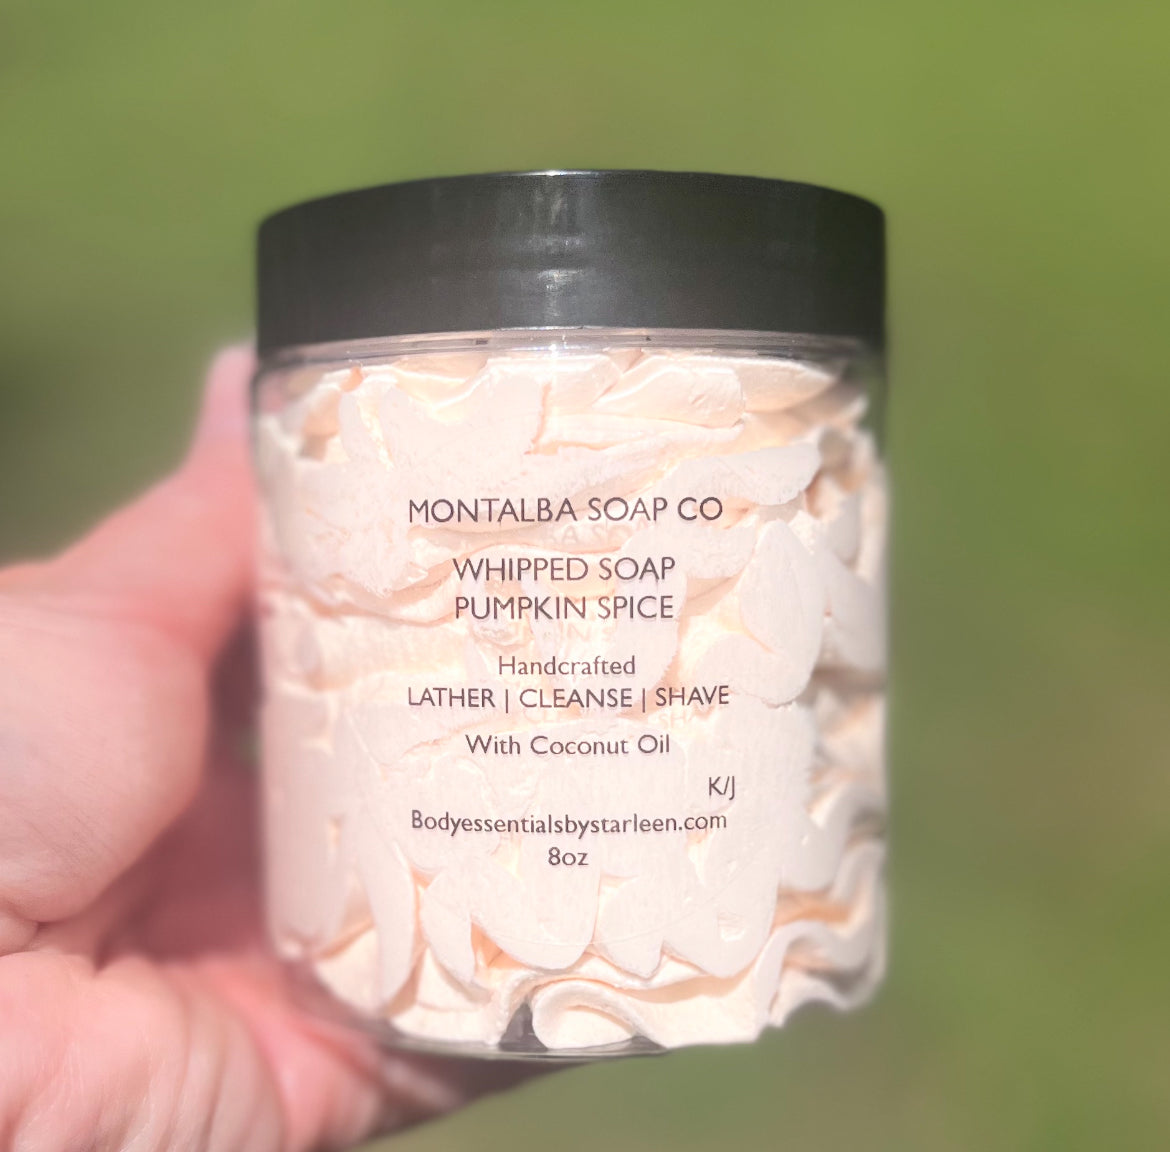 MONTALBA SOAP CO
WHIPPED SOAP
PUMPKIN SPICE
Handcrafted
LATHER | CLEANSE | SHAVE
With Coconut Oil
K/J
Bodyessentialsbystarleen.com
8oz